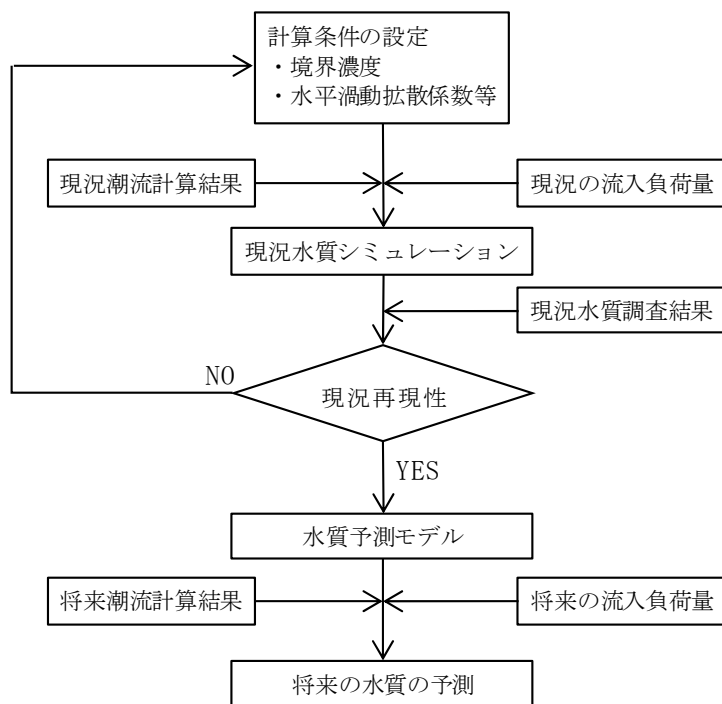 計算条件の設定
・境界濃度
・水平渦動拡散係数等
現況潮流計算結果
現況の流入負荷量
現況水質シミュレーション
現況水質調査結果
NO
現況再現性
YES
水質予測モデル
将来潮流計算結果
将来の流入負荷量
将来の水質の予測